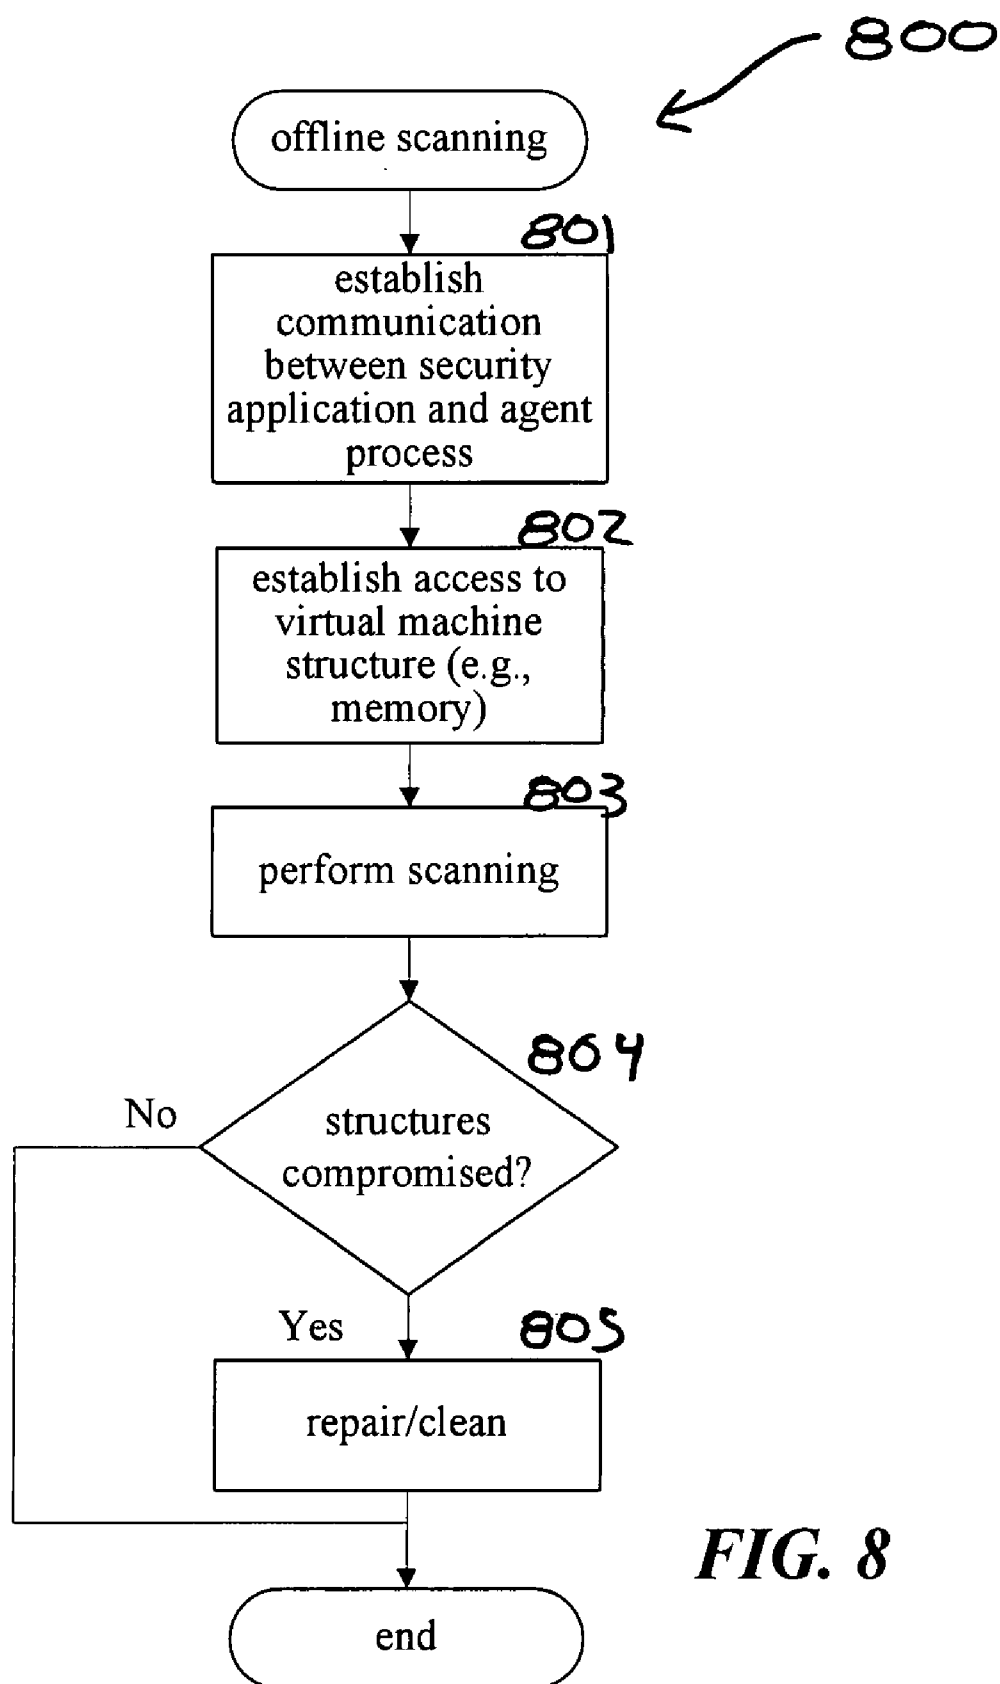 800
offline scanning
801
establish
communication
between security
application and agent
process
802
establish access to
virtual machine
structure (e.g.,
memory)
803
perform scanning
804
No
structures
compromised?
Yes
805
repair/clean
FIG. 8
end